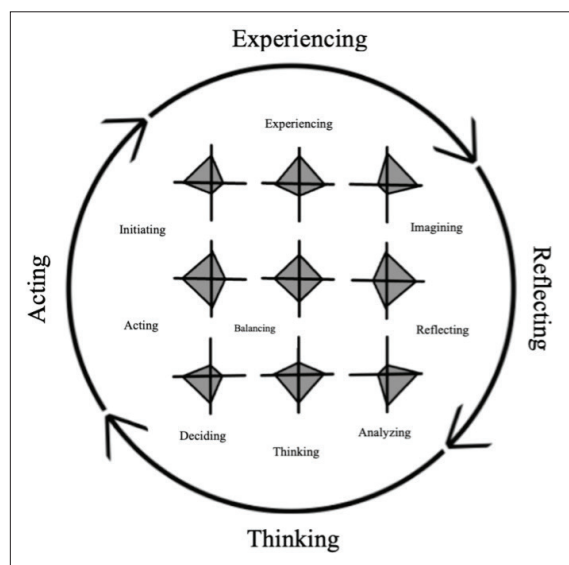 Experiencing
Experiencing
Initiating
Imagining
Acting
Reflecting
Acting
Balancing
Reflecting
Deciding
Analyzing
Thinking
Thinking